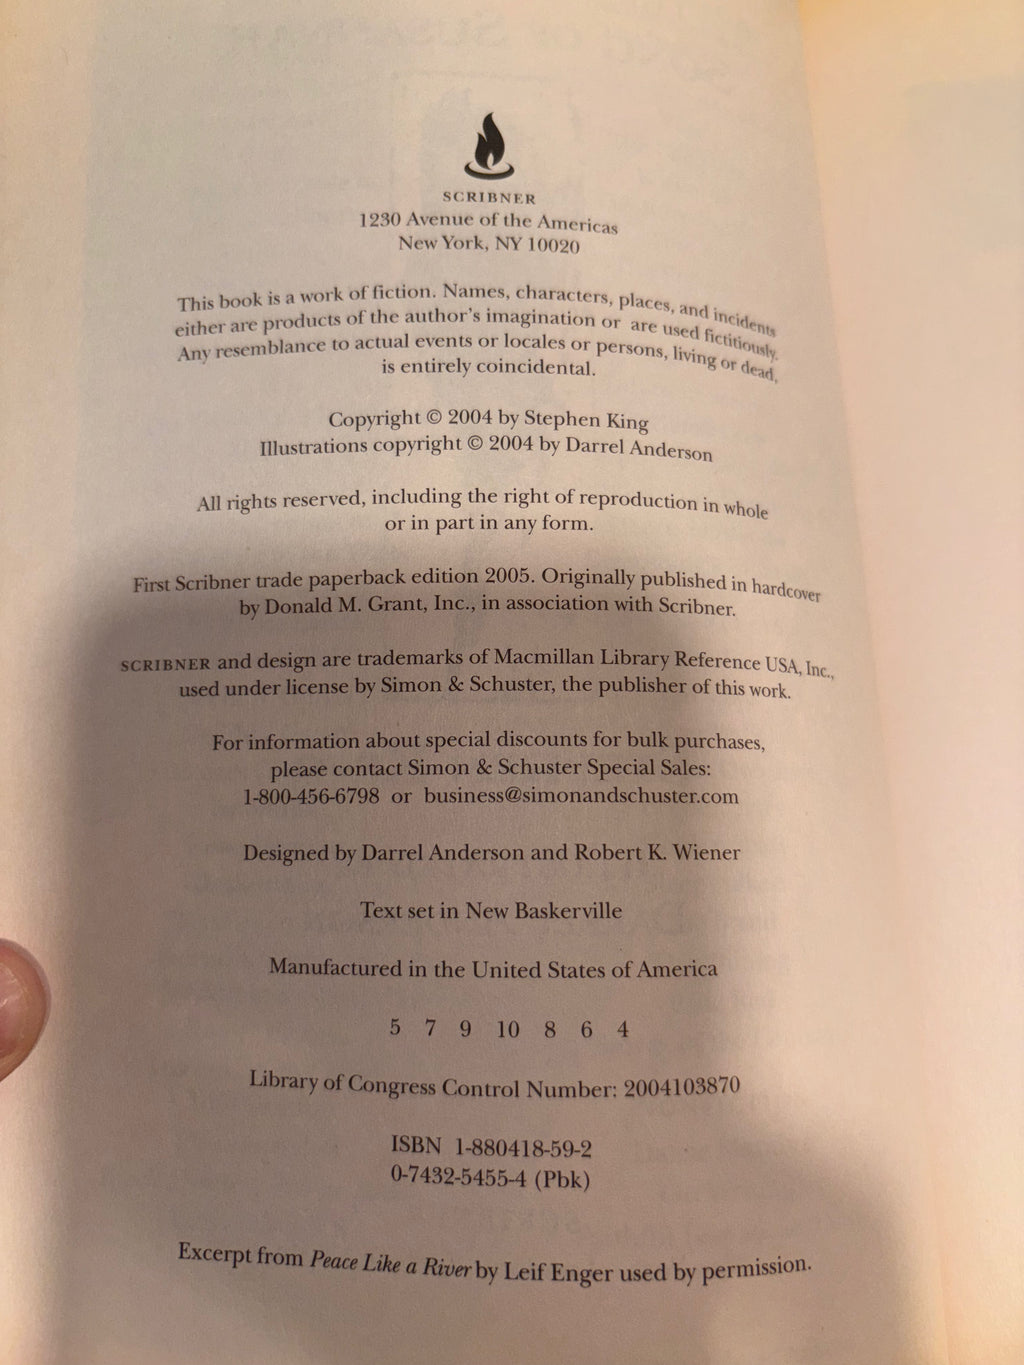 SCRIBNER
1230 Avenue of the Americas
New York, NY 10020
This book is a work of fiction. Names, characters, places, and incidents
either are products of the author's imagination or are used fictitiously.
Any resemblance to actual events or locales or persons, living or dead,
is entirely coincidental.
Copyright © 2004 by Stephen King
Illustrations copyright © 2004 by Darrel Anderson
All rights reserved, including the right of reproduction in whole
or in part in any form.
First Scribner trade paperback edition 2005. Originally published in hardcover
by Donald M. Grant, Inc., in association with Scribner.
SCRIBNER and design are trademarks of Macmillan Library Reference USA, Inc.,
used under license by Simon & Schuster, the publisher of this work.
For information about special discounts for bulk purchases,
please contact Simon & Schuster Special Sales:
1-800-456-6798 or business@simonandschuster.com
Designed by Darrel Anderson and Robert K. Wiener
Text set in New Baskerville
Manufactured in the United States of America
5 7 9 10 8 6 4
Library of Congress Control Number: 2004103870
ISBN 1-880418-59-2
0-7432-5455-4 (Pbk)
Excerpt from Peace Like a River by Leif Enger used by permission.